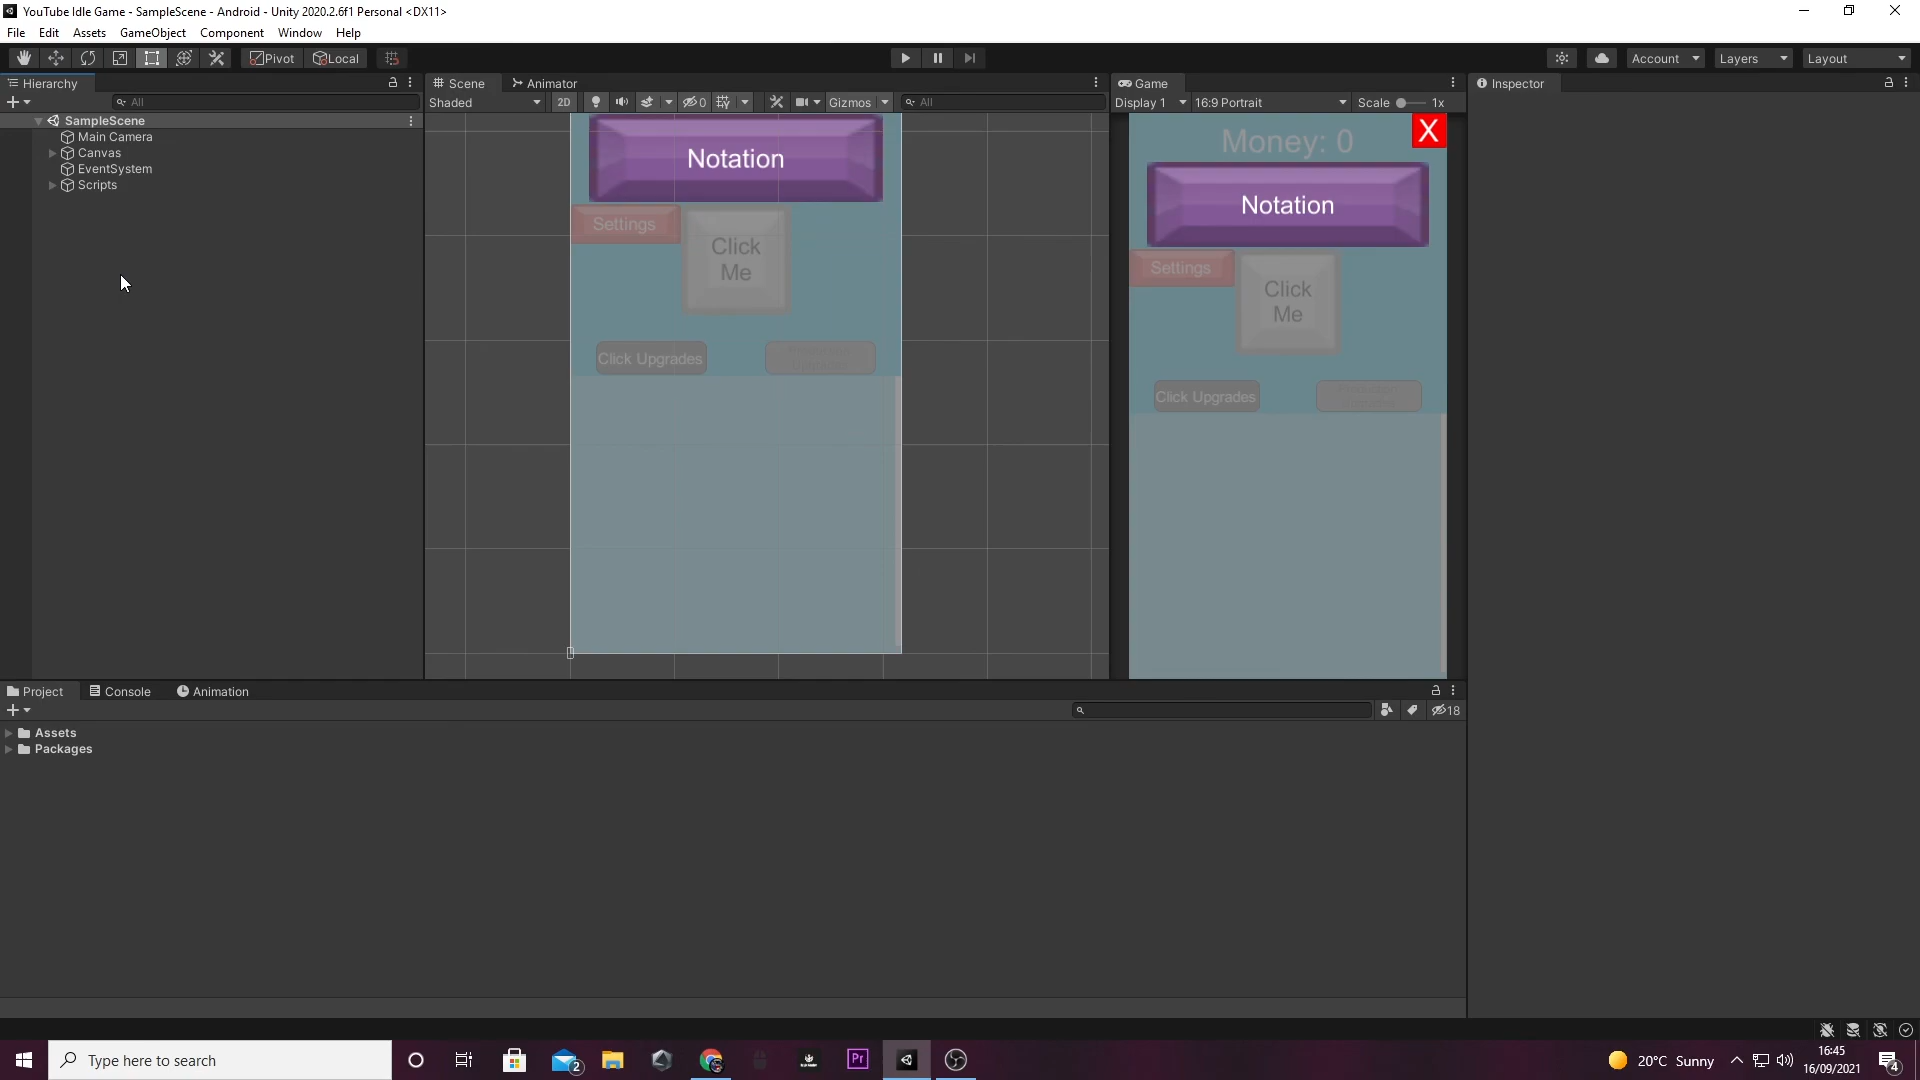 YouTube Idle Game - SampleScene - Android - Unity 2020.2.6f1 Personal <DX11>
File Edit Assets GameObject Component Window Help
Pivot Local Account Layers Layout
Hierarchy Scene Animator Game Inspector
All Shaded 2D 0 Gizmos All Display 1 16:9 Portrait Scale 1x
SampleScene
Main Camera
Canvas
EventSystem
Scripts
Notation
Settings
Click
Me
Click Upgrades
Money: 0
X
Notation
Settings
Click
Me
Click Upgrades
Project Console Animation
18
Assets
Packages
Type here to search
2
Pr
20°C Sunny
16:45
16/09/2021
4